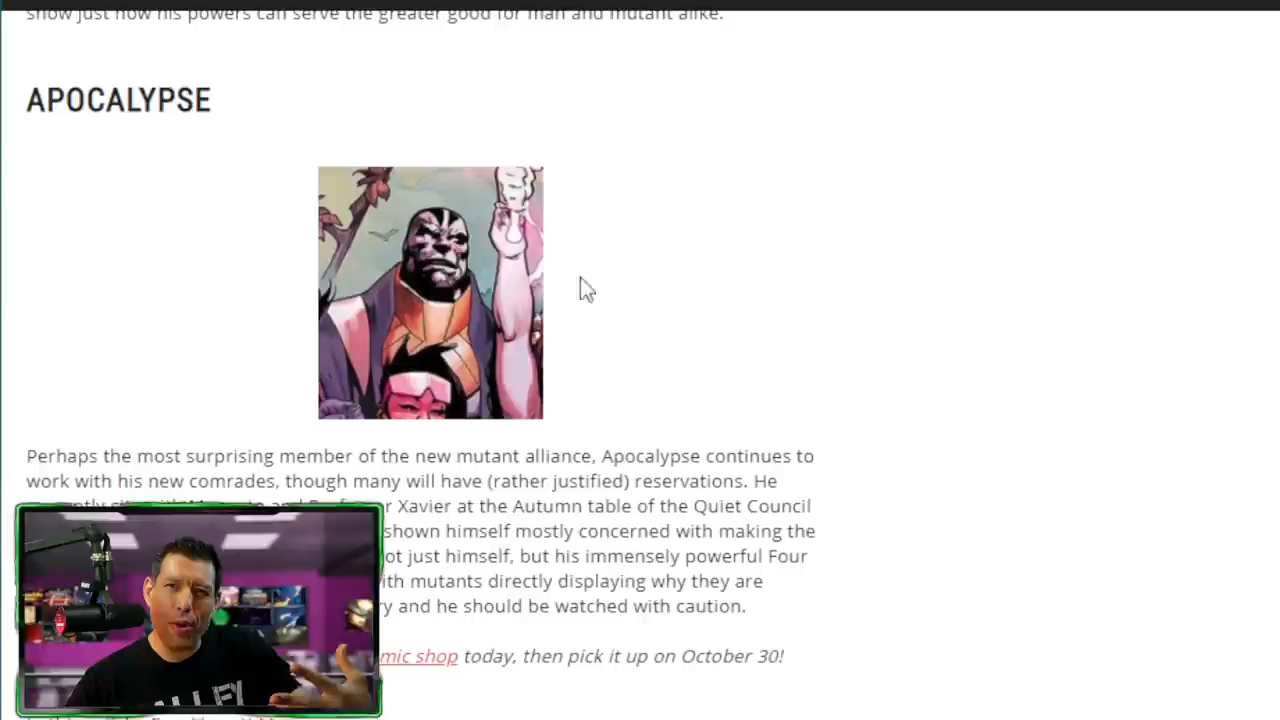 show just how his powers can serve the greater good for man and mutant alike.
APOCALYPSE
Perhaps the most surprising member of the new mutant alliance, Apocalypse continues to
work with his new comrades, though many will have (rather justified) reservations. He
Xavier at the Autumn table of the Quiet Council
shown himself mostly concerned with making the
not just himself, but his immensely powerful Four
with mutants directly displaying why they are
and he should be watched with caution.
shop today, then pick it up on October 30!
ALLEY